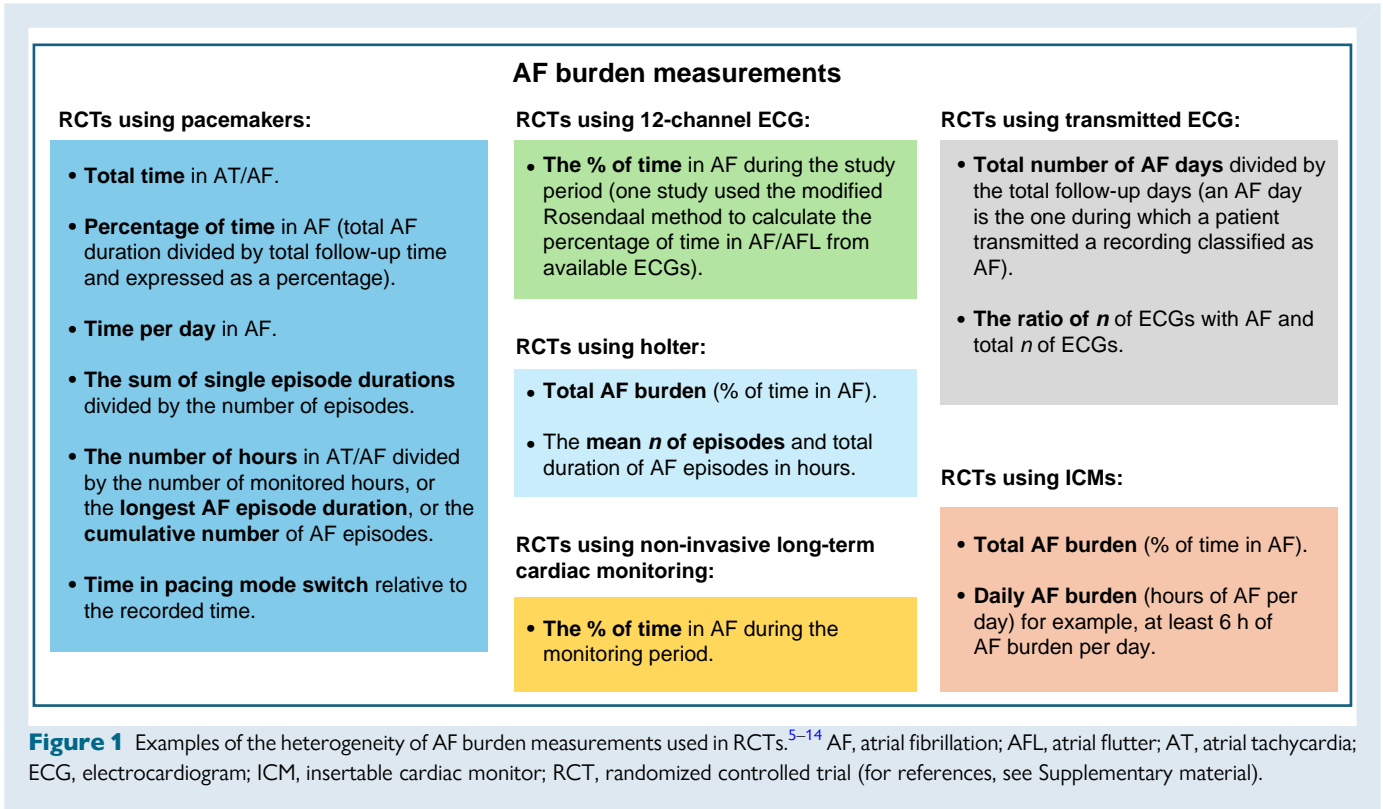 AF burden measurements
RCTs using pacemakers:
• Total time in AT/AF.
• Percentage of time in AF (total AF
duration divided by total follow-up time
and expressed as a percentage).
• Time per day in AF.
• The sum of single episode durations
divided by the number of episodes.
• The number of hours in AT/AF divided
by the number of monitored hours, or
the longest AF episode duration, or the
cumulative number of AF episodes.
• Time in pacing mode switch relative to
the recorded time.
RCTs using 12-channel ECG:
• The % of time in AF during the study
period (one study used the modified
Rosendaal method to calculate the
percentage of time in AF/AFL from
available ECGs).
RCTs using holter:
• Total AF burden (% of time in AF).
• The mean n of episodes and total
duration of AF episodes in hours.
RCTs using non-invasive long-term
cardiac monitoring:
• The % of time in AF during the
monitoring period.
RCTs using transmitted ECG:
• Total number of AF days divided by
the total follow-up days (an AF day
is the one during which a patient
transmitted a recording classified as
AF).
• The ratio of n of ECGs with AF and
total n of ECGs.
RCTs using ICMs:
• Total AF burden (% of time in AF).
• Daily AF burden (hours of AF per
day) for example, at least 6 h of
AF burden per day.
Figure 1 Examples of the heterogeneity of AF burden measurements used in RCTs.5–14 AF, atrial fibrillation; AFL, atrial flutter; AT, atrial tachycardia;
ECG, electrocardiogram; ICM, insertable cardiac monitor; RCT, randomized controlled trial (for references, see Supplementary material).